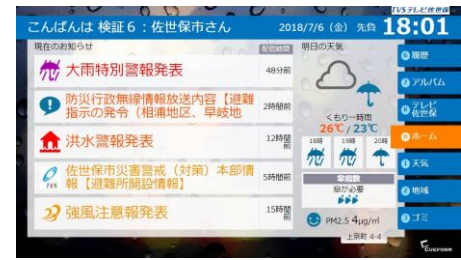 TVSテレビ佐世保
こんばんは 検証6：佐世保市さん
2018/7/6（金）先負 18:01
現在のお知らせ
配信時間
大雨特別警報発表
48分前
防災行政無線情報放送内容【避難
指示の発令（相浦地区、早岐地
2時間前
洪水警報発表
12時間
前
佐世保市災害警戒（対策）本部情
報【避難所開設情報】
5時間前
TVS
強風注意報発表
15時間
前
明日の天気
くもり一時雨
26℃/23℃
18時 19時 20時
傘指数
傘が必要
PM2.5 4μg/㎥
上京町 4-4
履歴
アルバム
テレビ
佐世保
ホーム
天気
地域
ゴミ
CUEFORM